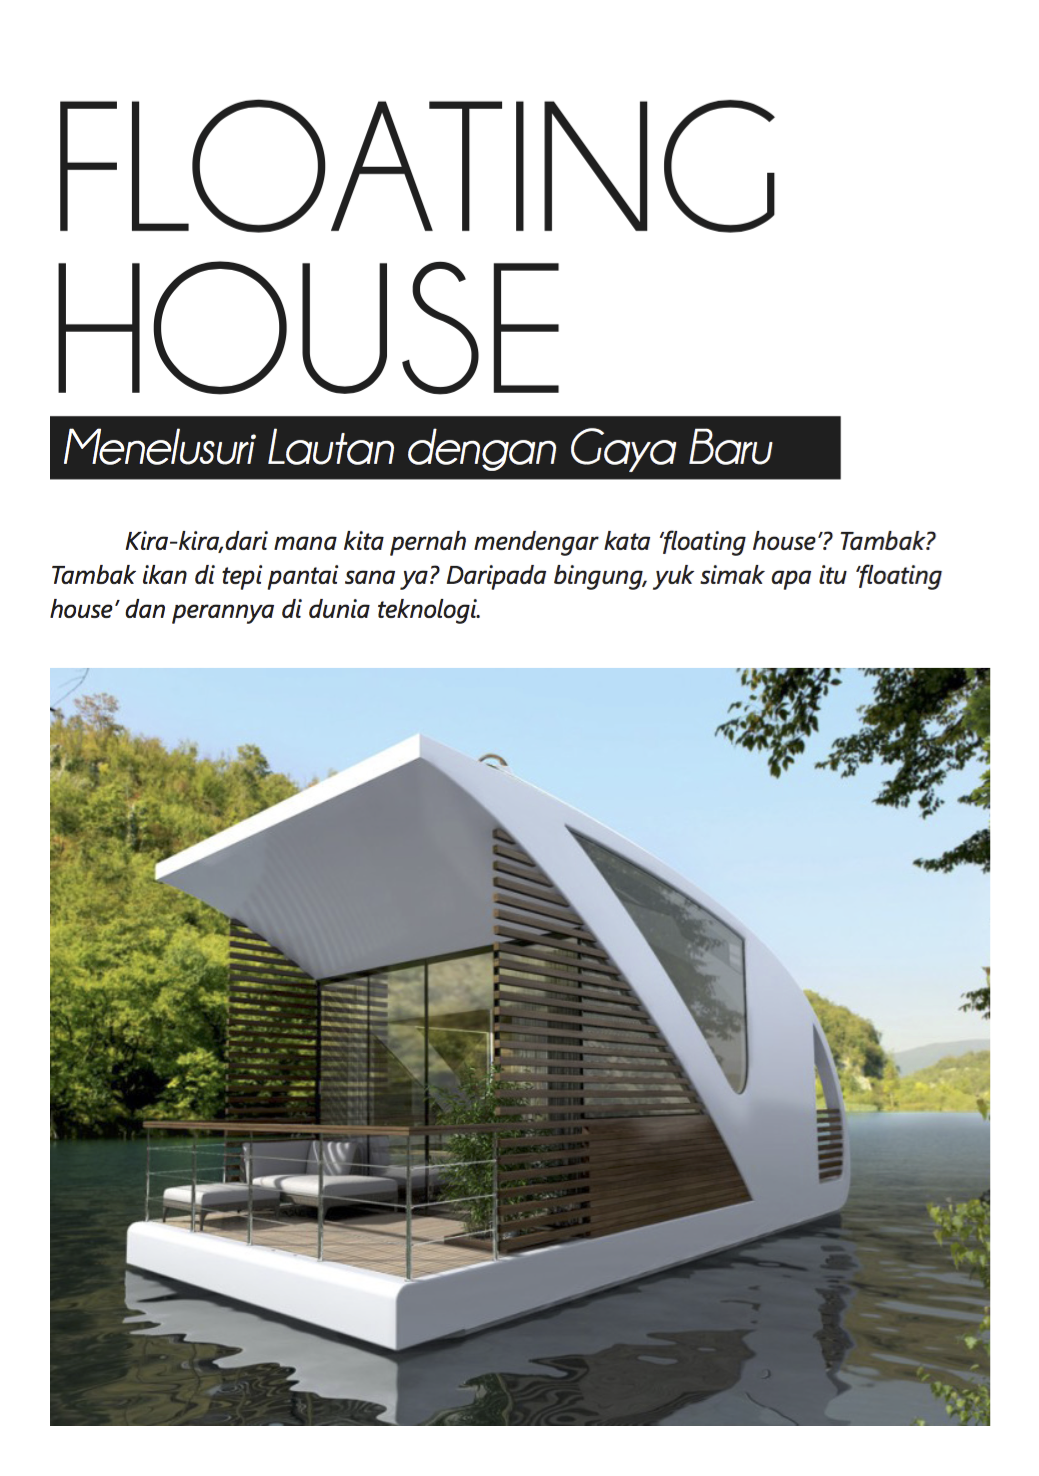 FLOATING
HOUSE
Menelusuri Lautan dengan Gaya Baru
Kira-kira,dari mana kita pernah mendengar kata ‘floating house’? Tambak?
Tambak ikan di tepi pantai sana ya? Daripada bingung, yuk simak apa itu ‘floating
house’ dan perannya di dunia teknologi.